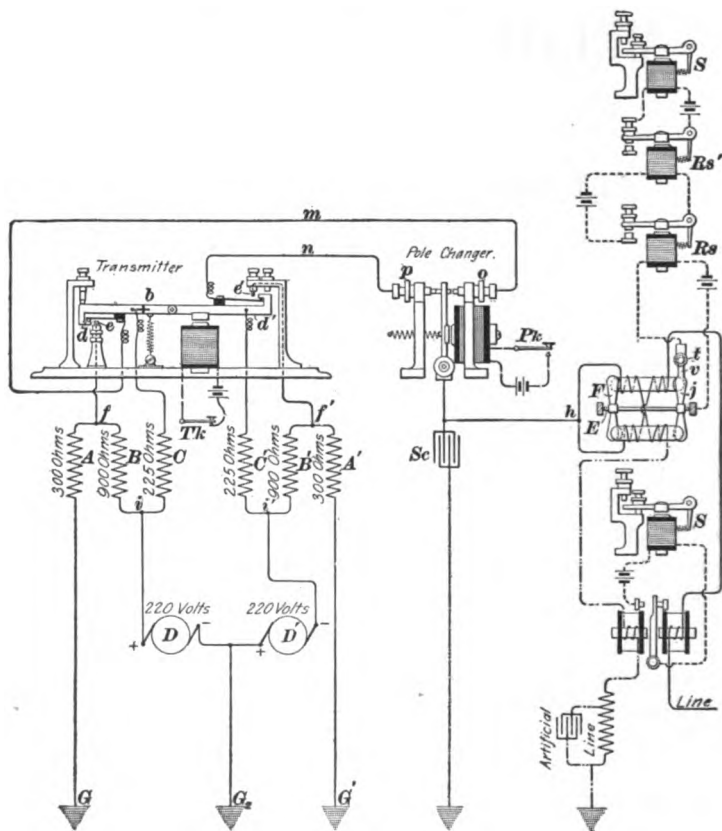 S
Rs'
m
n
Pole Changer.
Transmitter
p
o
Rs
b
e'
d
e
d'
Pk
t
v
F
j
h
E
f
Tk
f'
300 Ohms
A
900 Ohms
B
225 Ohms
C
225 Ohms
C'
900 Ohms
B'
300 Ohms
A'
Sc
i
i'
S
220 Volts
220 Volts
+
D
-
+
D'
-
Line
Artificial
Line
G
G2
G'